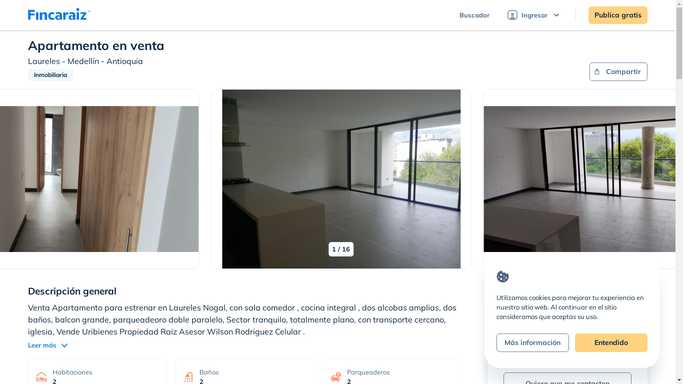 Fincaraiz
Buscador
Ingresar
Publica gratis
Apartamento en venta
Laureles - Medellín - Antioquia
Inmobiliaria
Compartir
1 / 16
Descripción general
Venta Apartamento para estrenar en Laureles Nogal, con sala comedor , cocina integral , dos alcobas amplias, dos
baños, balcon grande, parqueadeoro doble paralelo, Sector tranquilo, totalmente plano, con transporte cercano,
iglesia, Vende Uribienes Propiedad Raiz Asesor Wilson Rodriguez Celular .
Leer más
Habitaciones
2
Baños
2
Parqueaderos
2
Utilizamos cookies para mejorar tu experiencia en
nuestro sitio web. Al continuar en el sitio
consideramos que aceptas su uso.
Más información
Entendido
Quiero que me contacten